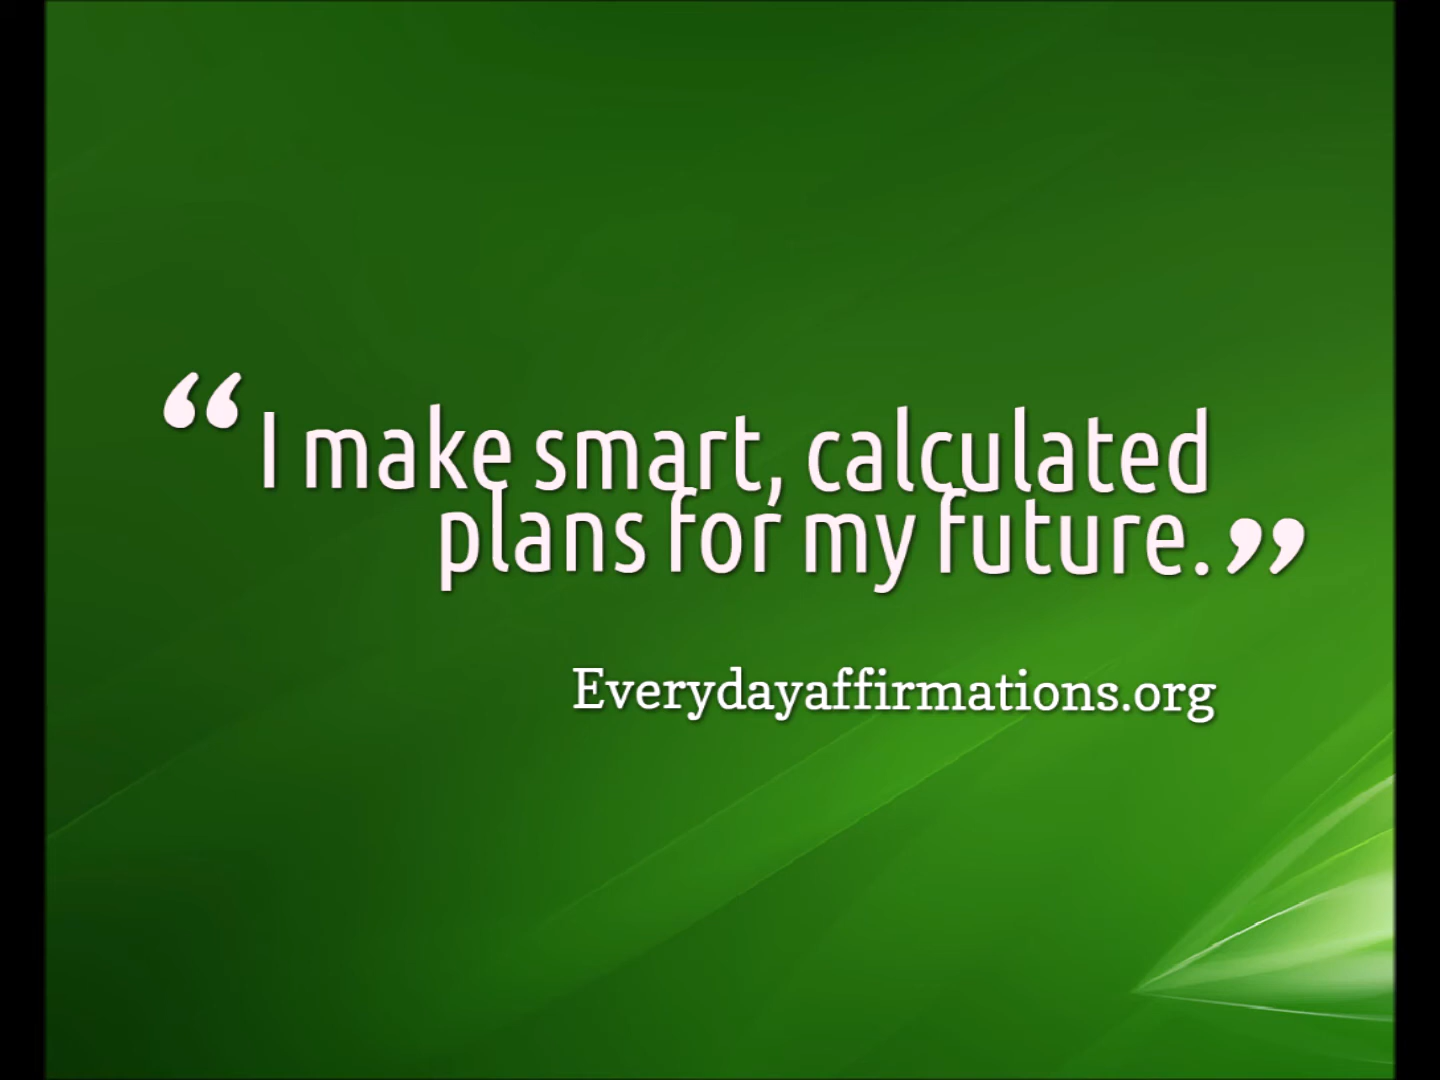 “I make smart, calculated
plans for my future.”
Everydayaffirmations.org